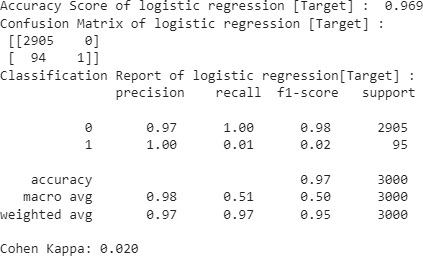 Accuracy Score of logistic regression [Target] :  0.969
Confusion Matrix of logistic regression [Target] :
[[2905    0]
[  94    1]]
Classification Report of logistic regression[Target] :
precision    recall  f1-score   support
0       0.97      1.00      0.98      2905
1       1.00      0.01      0.02        95
accuracy                           0.97      3000
macro avg       0.98      0.51      0.50      3000
weighted avg       0.97      0.97      0.95      3000
Cohen Kappa: 0.020